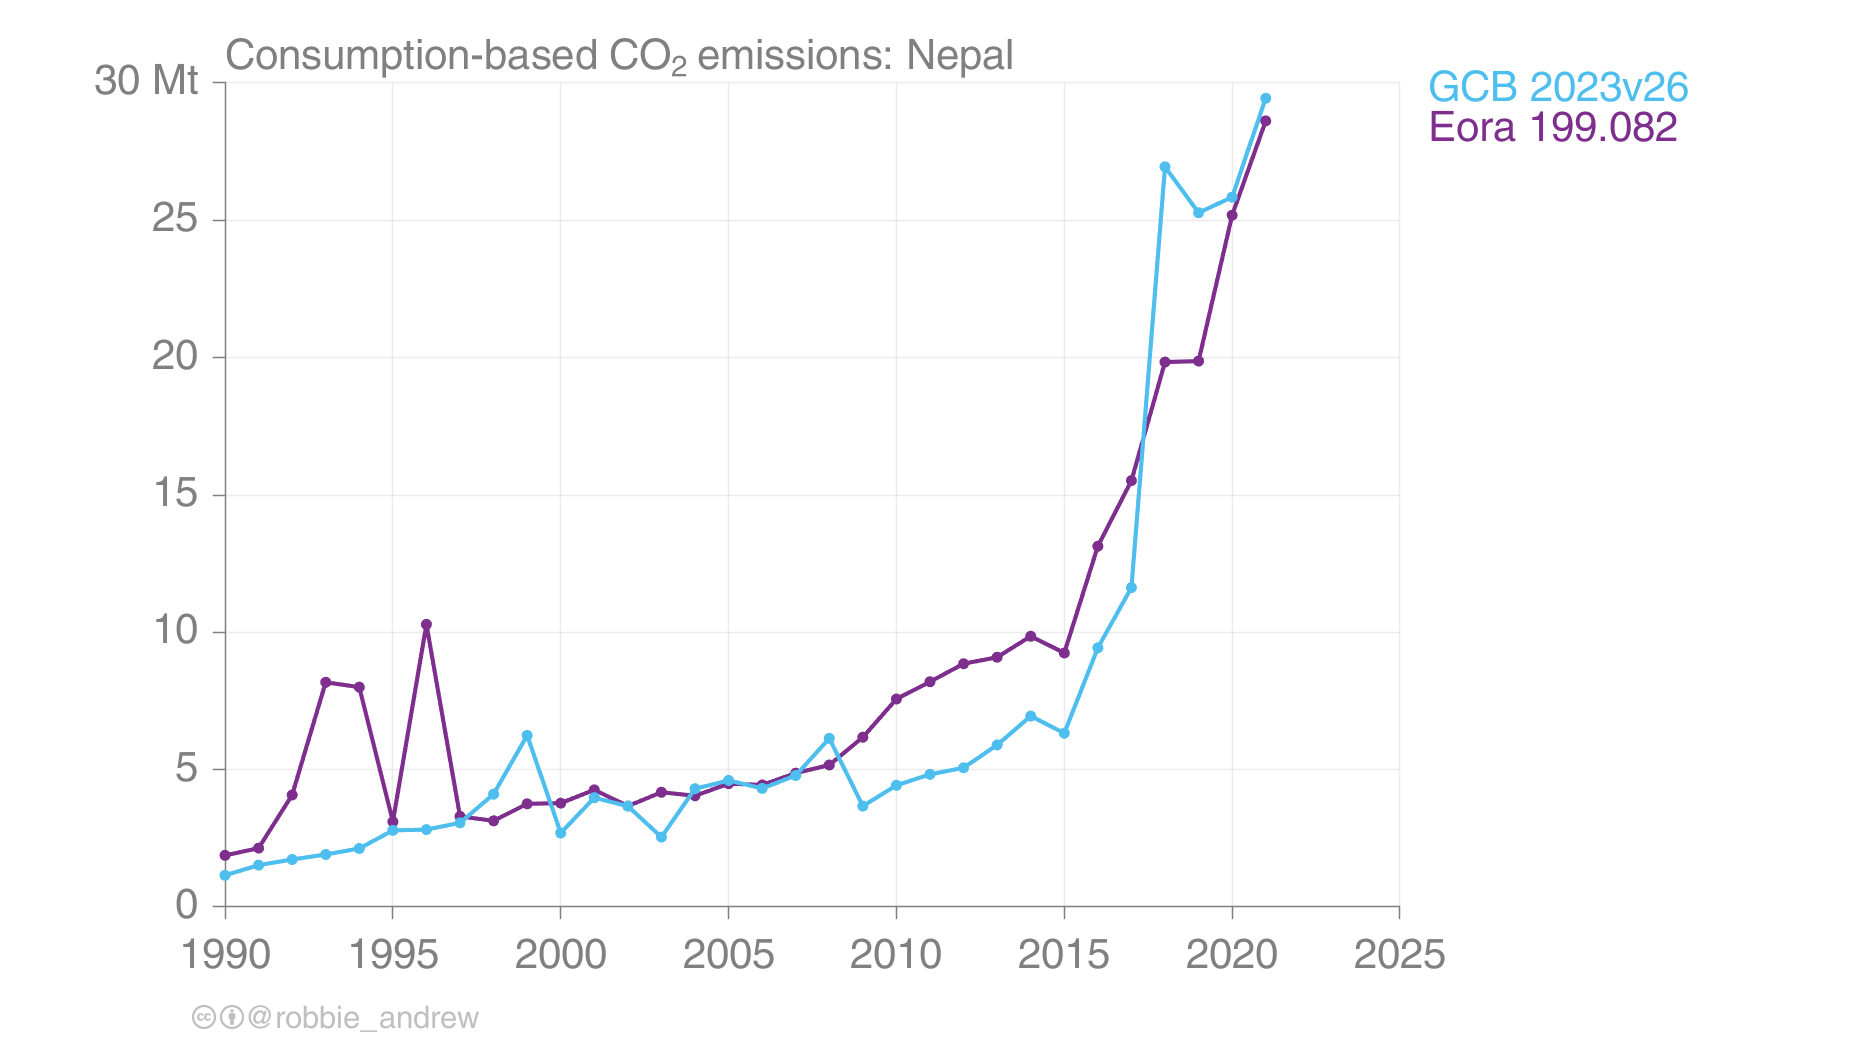 Consumption-based CO₂ emissions: Nepal
30 Mt
25
20
15
10
5
0
1990 1995 2000 2005 2010 2015 2020 2025
GCB 2023v26
Eora 199.082
cc @robbie_andrew